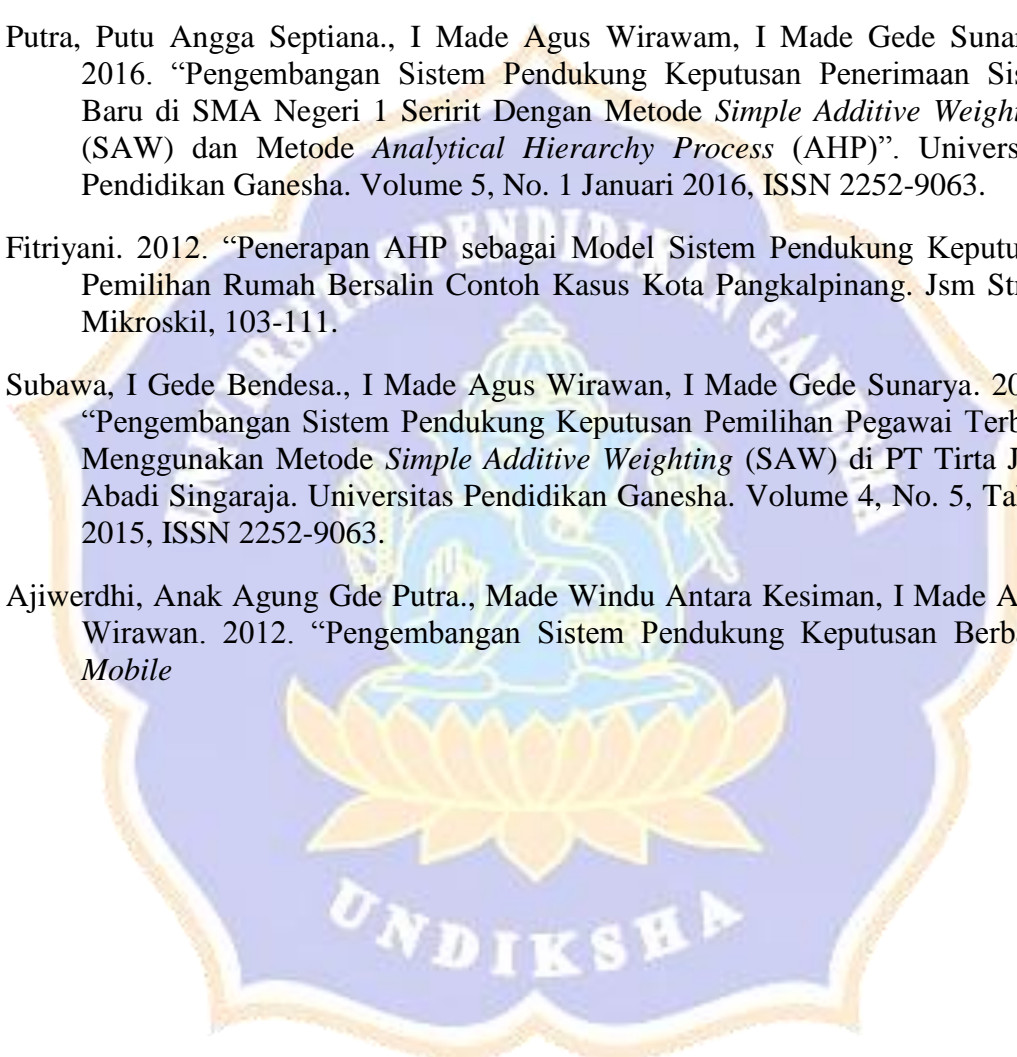 Putra, Putu Angga Septiana., I Made Agus Wirawam, I Made Gede Sunar
2016. “Pengembangan Sistem Pendukung Keputusan Penerimaan Sis
Baru di SMA Negeri 1 Seririt Dengan Metode Simple Additive Weight
(SAW) dan Metode Analytical Hierarchy Process (AHP)”. Univers
Pendidikan Ganesha. Volume 5, No. 1 Januari 2016, ISSN 2252-9063.
Fitriyani. 2012. “Penerapan AHP sebagai Model Sistem Pendukung Keputu
Pemilihan Rumah Bersalin Contoh Kasus Kota Pangkalpinang. Jsm Str
Mikroskil, 103-111.
Subawa, I Gede Bendesa., I Made Agus Wirawan, I Made Gede Sunarya. 20
“Pengembangan Sistem Pendukung Keputusan Pemilihan Pegawai Terb
Menggunakan Metode Simple Additive Weighting (SAW) di PT Tirta J
Abadi Singaraja. Universitas Pendidikan Ganesha. Volume 4, No. 5, Ta
2015, ISSN 2252-9063.
Ajiwerdhi, Anak Agung Gde Putra., Made Windu Antara Kesiman, I Made A
Wirawan. 2012. “Pengembangan Sistem Pendukung Keputusan Berb
Mobile
UNIVERSITAS PENDIDIKAN GANESHA
UNDIKSHA